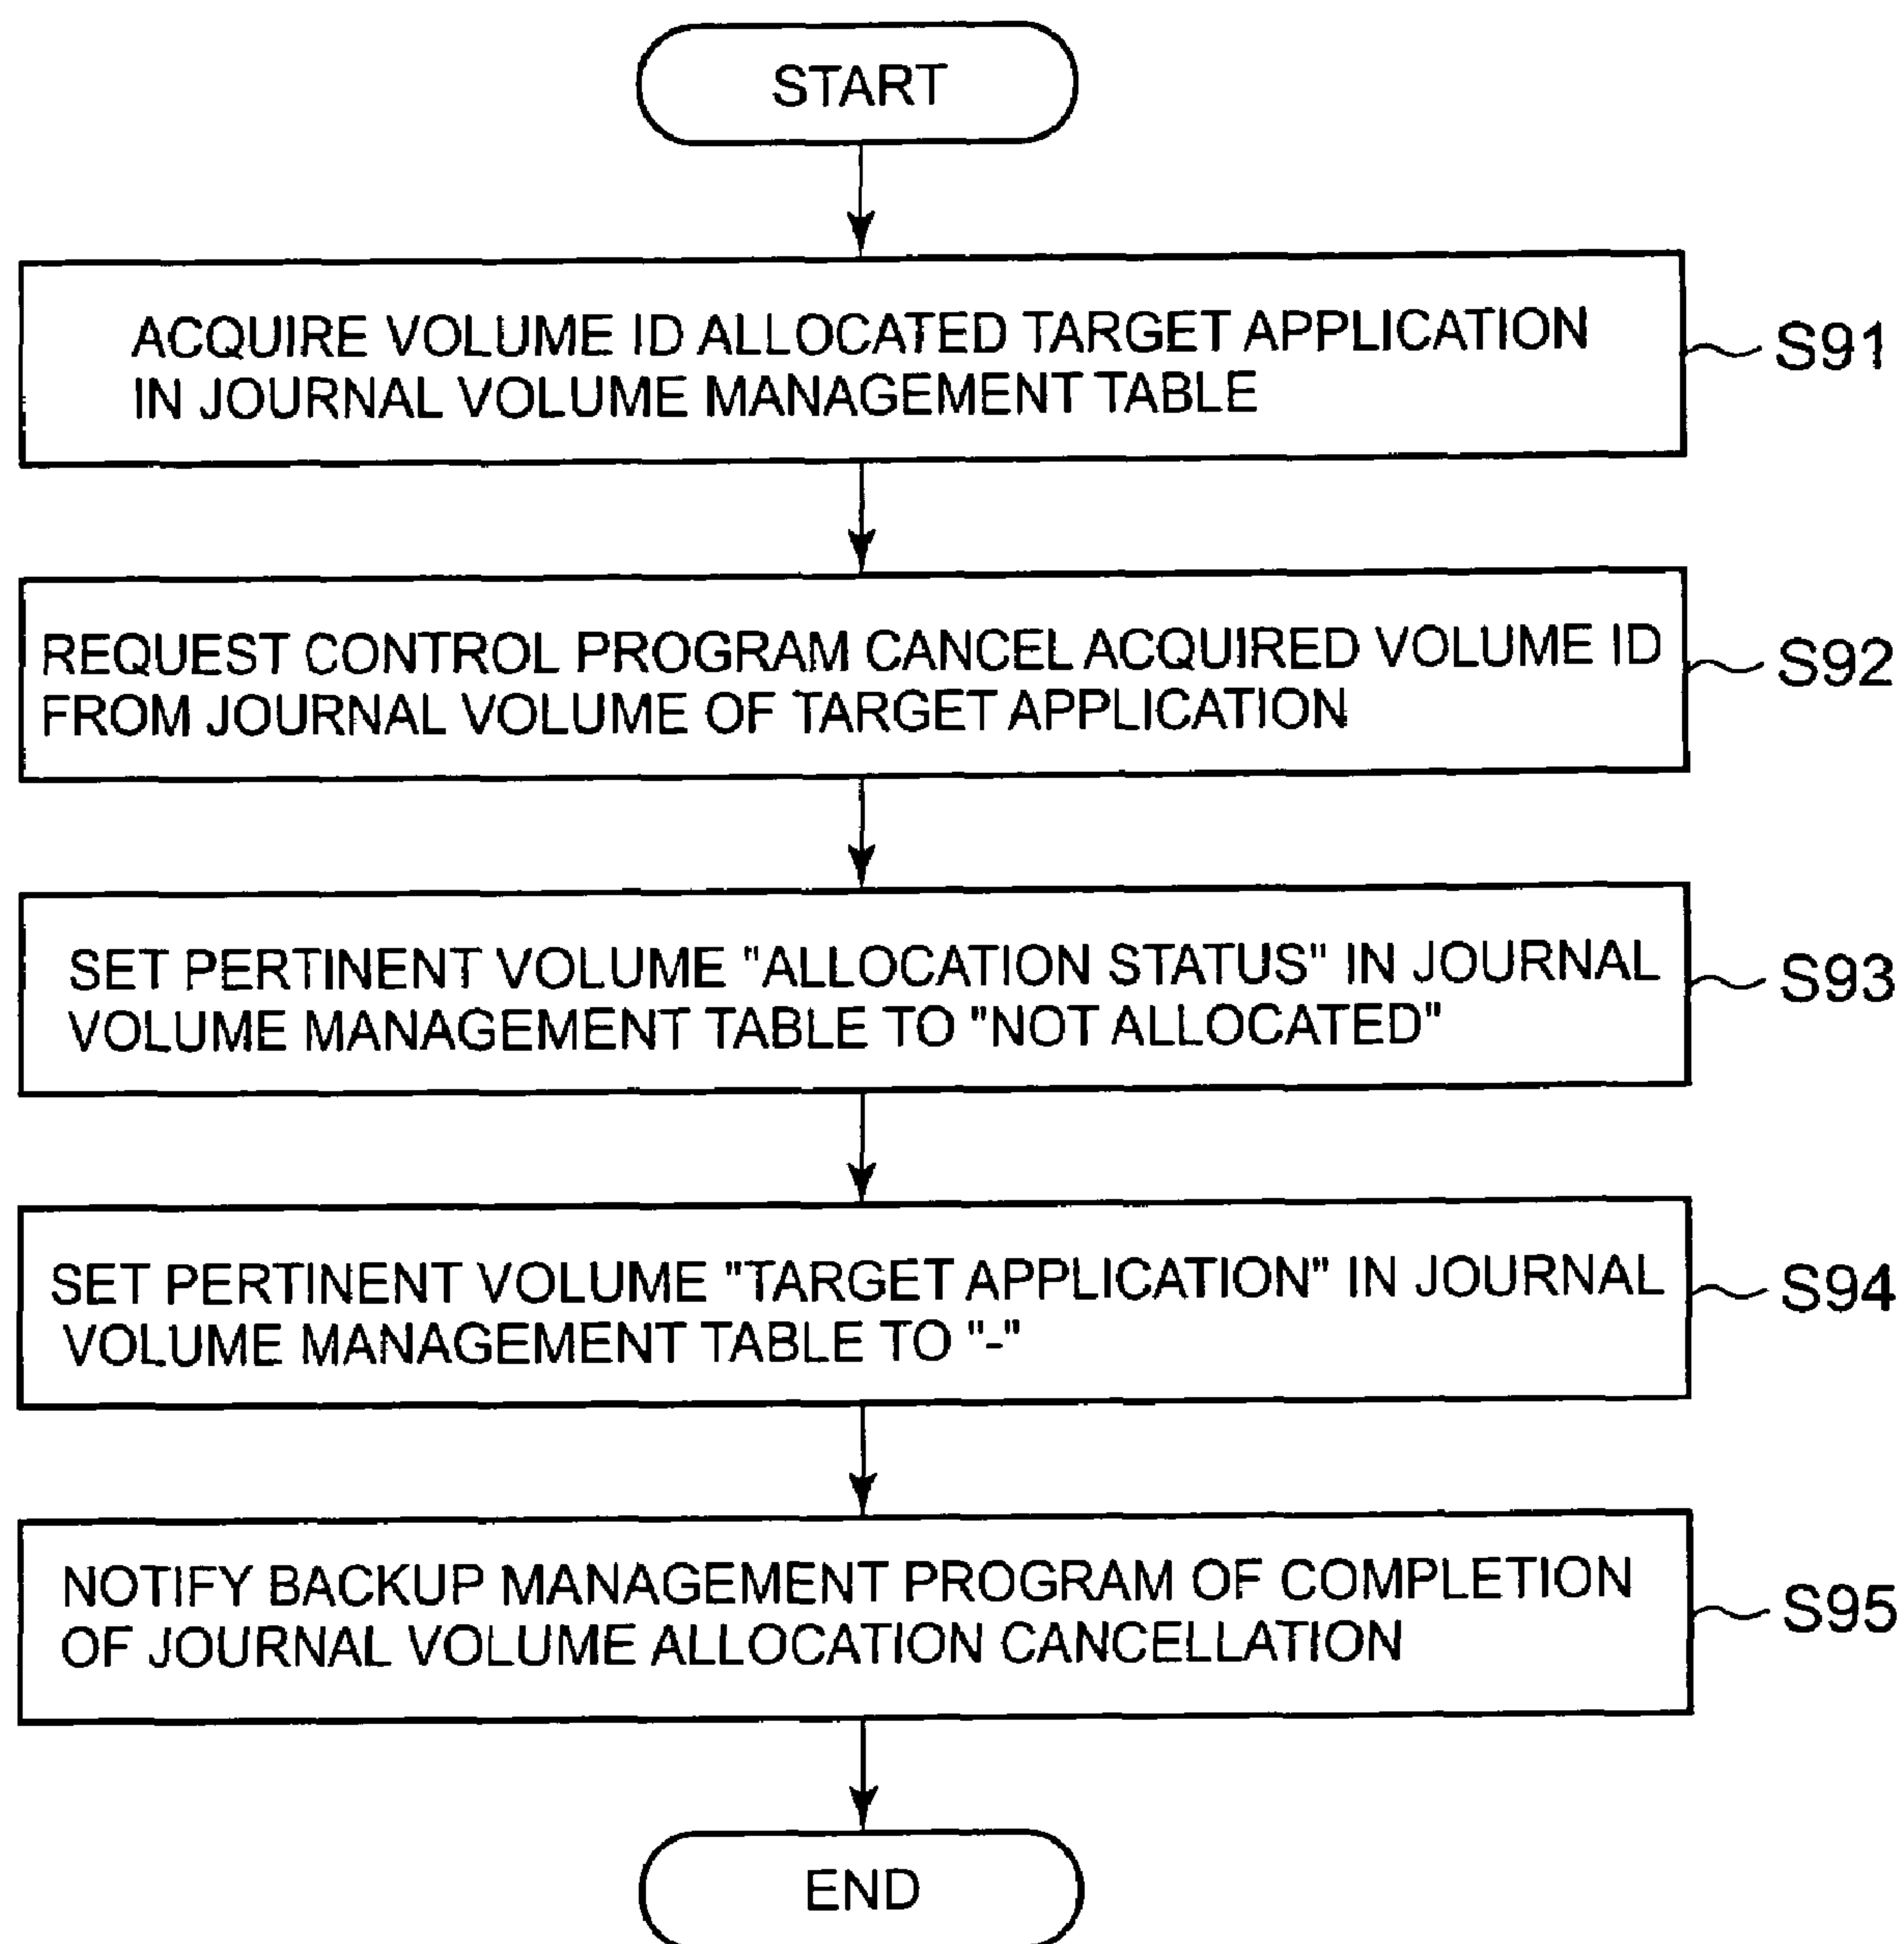 START
ACQUIRE VOLUME ID ALLOCATED TARGET APPLICATION
IN JOURNAL VOLUME MANAGEMENT TABLE
S91
REQUEST CONTROL PROGRAM CANCEL ACQUIRED VOLUME ID
FROM JOURNAL VOLUME OF TARGET APPLICATION
S92
SET PERTINENT VOLUME "ALLOCATION STATUS" IN JOURNAL
VOLUME MANAGEMENT TABLE TO "NOT ALLOCATED"
S93
SET PERTINENT VOLUME "TARGET APPLICATION" IN JOURNAL
VOLUME MANAGEMENT TABLE TO "-"
S94
NOTIFY BACKUP MANAGEMENT PROGRAM OF COMPLETION
OF JOURNAL VOLUME ALLOCATION CANCELLATION
S95
END